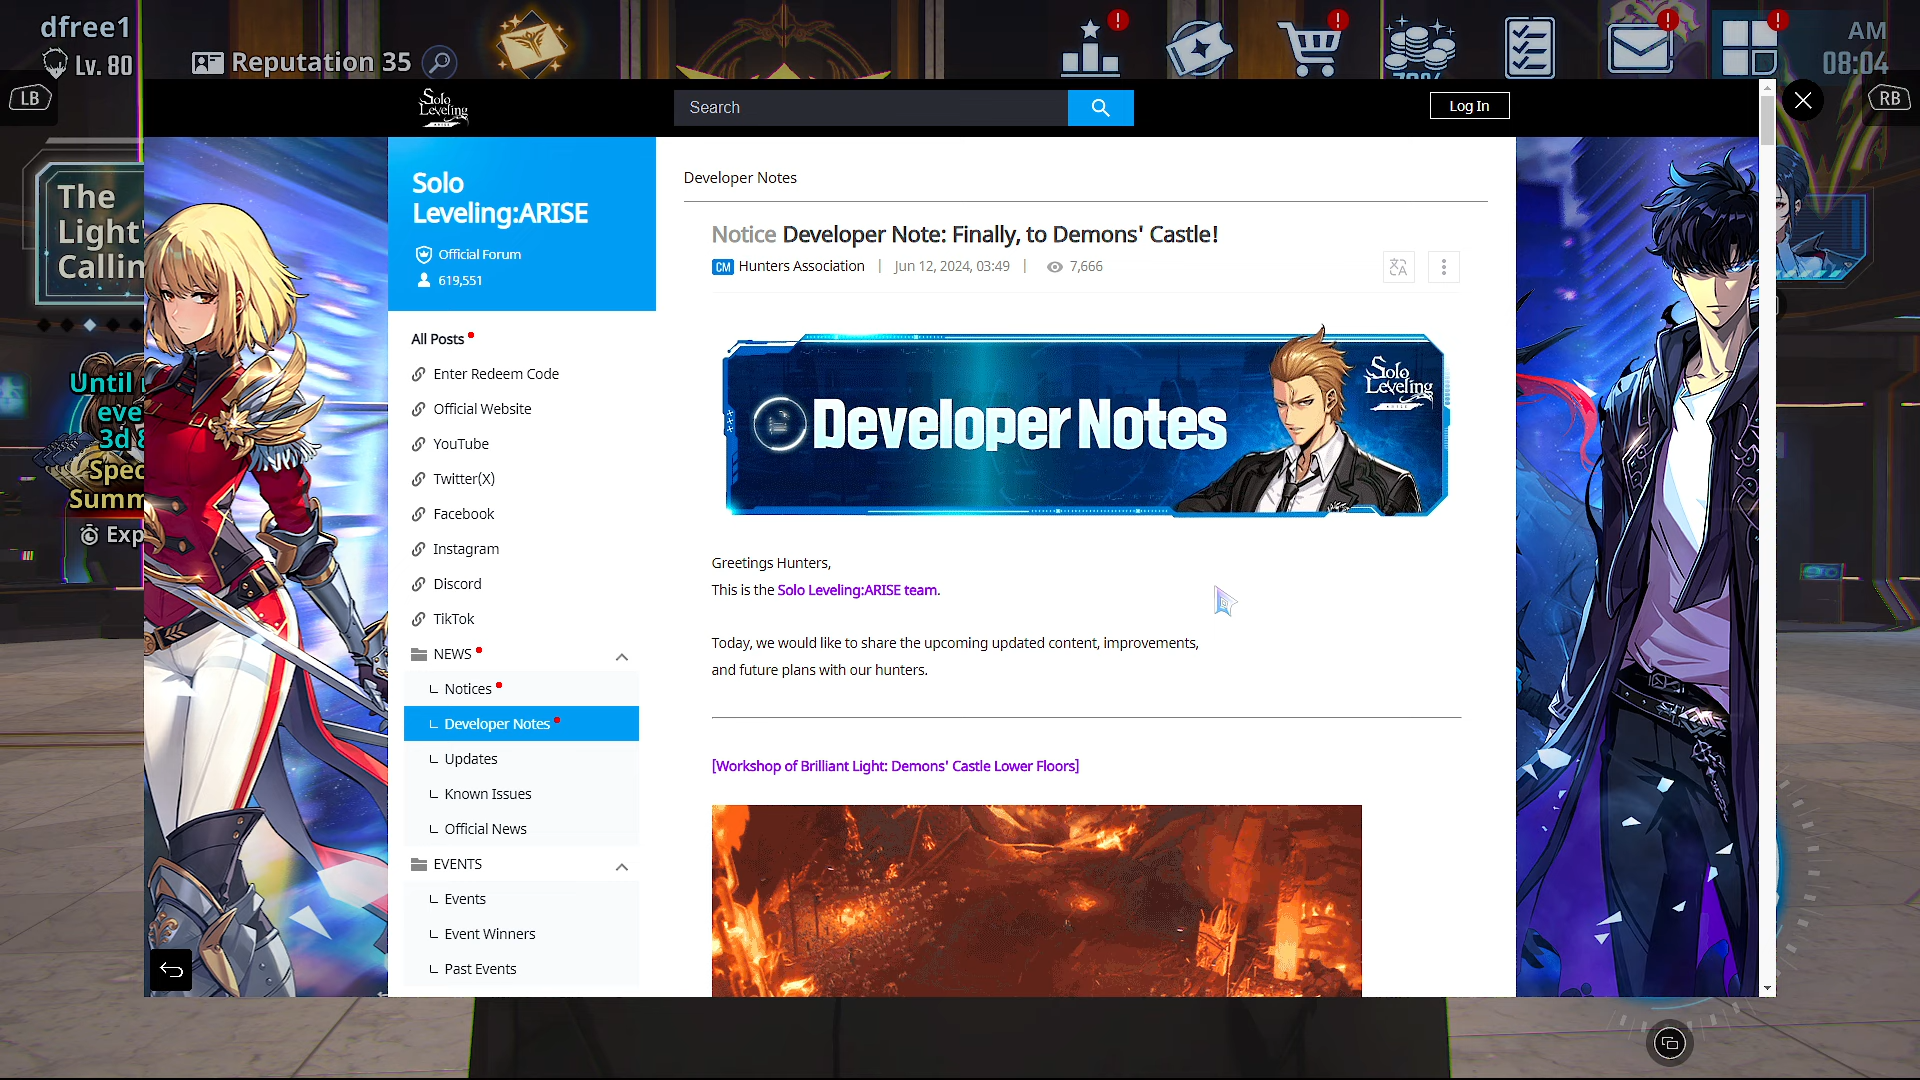 dfree1
Lv. 80
Reputation 35
AM
08:04
LB
RB
Solo
Leveling
Search
Log In
The
Light'
Callin
Until
eve
3d 8
Spec
Summ
Exp
Solo
Leveling:ARISE
Official Forum
619,551
All Posts
Enter Redeem Code
Official Website
YouTube
Twitter(X)
Facebook
Instagram
Discord
TikTok
NEWS
Notices
Developer Notes
Updates
Known Issues
Official News
EVENTS
Events
Event Winners
Past Events
Developer Notes
Notice Developer Note: Finally, to Demons' Castle!
CM Hunters Association | Jun 12, 2024, 03:49 | 7,666
Developer Notes
Solo
Leveling
Greetings Hunters,
This is the Solo Leveling:ARISE team.
Today, we would like to share the upcoming updated content, improvements,
and future plans with our hunters.
[Workshop of Brilliant Light: Demons' Castle Lower Floors]